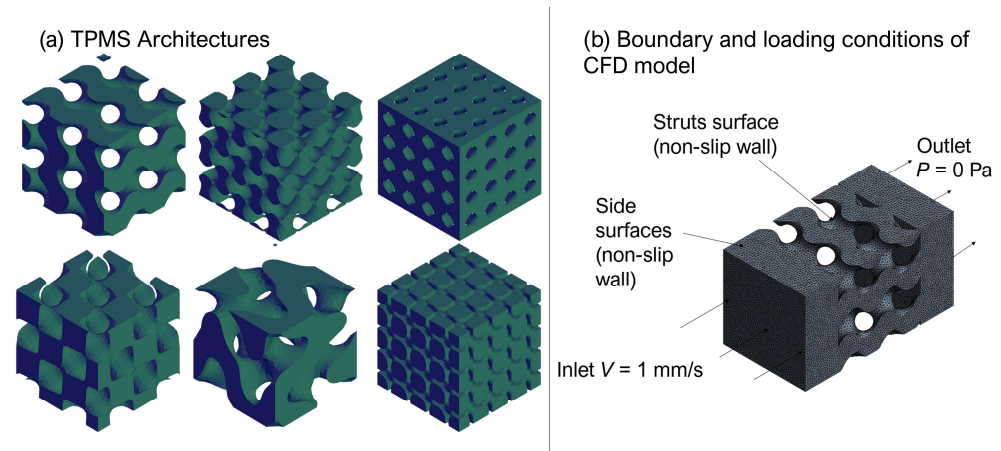 (a) TPMS Architectures
(b) Boundary and loading conditions of
CFD model
Struts surface
(non-slip wall)
Outlet
P = 0 Pa
Side
surfaces
(non-slip
wall)
Inlet V = 1 mm/s